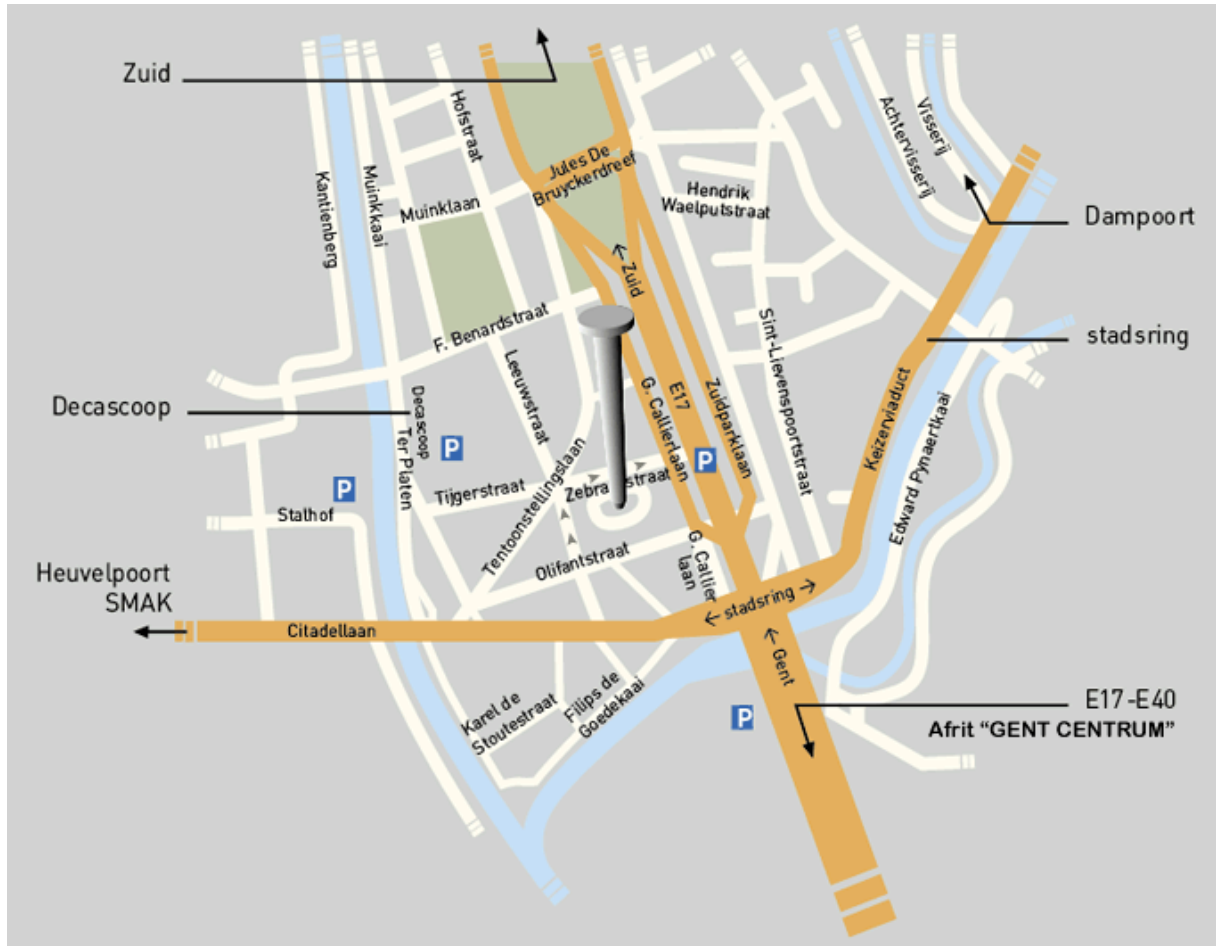 Zuid
Hofstraat
Achtervisserij
Visserij
Kantienberg
Muinkkaai
Jules De
Bruyckerdreef
Muinklaan
Hendrik
Waelputstraat
Dampoort
← Zuid
F. Benardstraat
Sint-Lievenspoortstraat
stadsring
Leeuwstraat
G. Callierlaan
E17
Zuidparklaan
Decascoop
Decascoop
Ter Platen
P
P
P
Keizerviaduct
Edward Pynaertkaai
Tijgerstraat
Tentoonstellingslaan
Zebra straat
Stalhof
Olifantstraat
G. Callier
laan
Heuvelpoort
SMAK
← stadsring →
Citadellaan
← Gent
Karel de
Stoutestraat
Filips de
Goedekaai
P
E17-E40
Afrit “GENT CENTRUM”